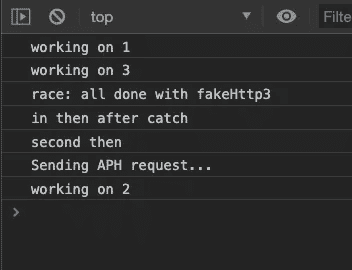 top
Filte
working on 1
working on 3
race: all done with fakeHttp3
in then after catch
second then
Sending APH request...
working on 2